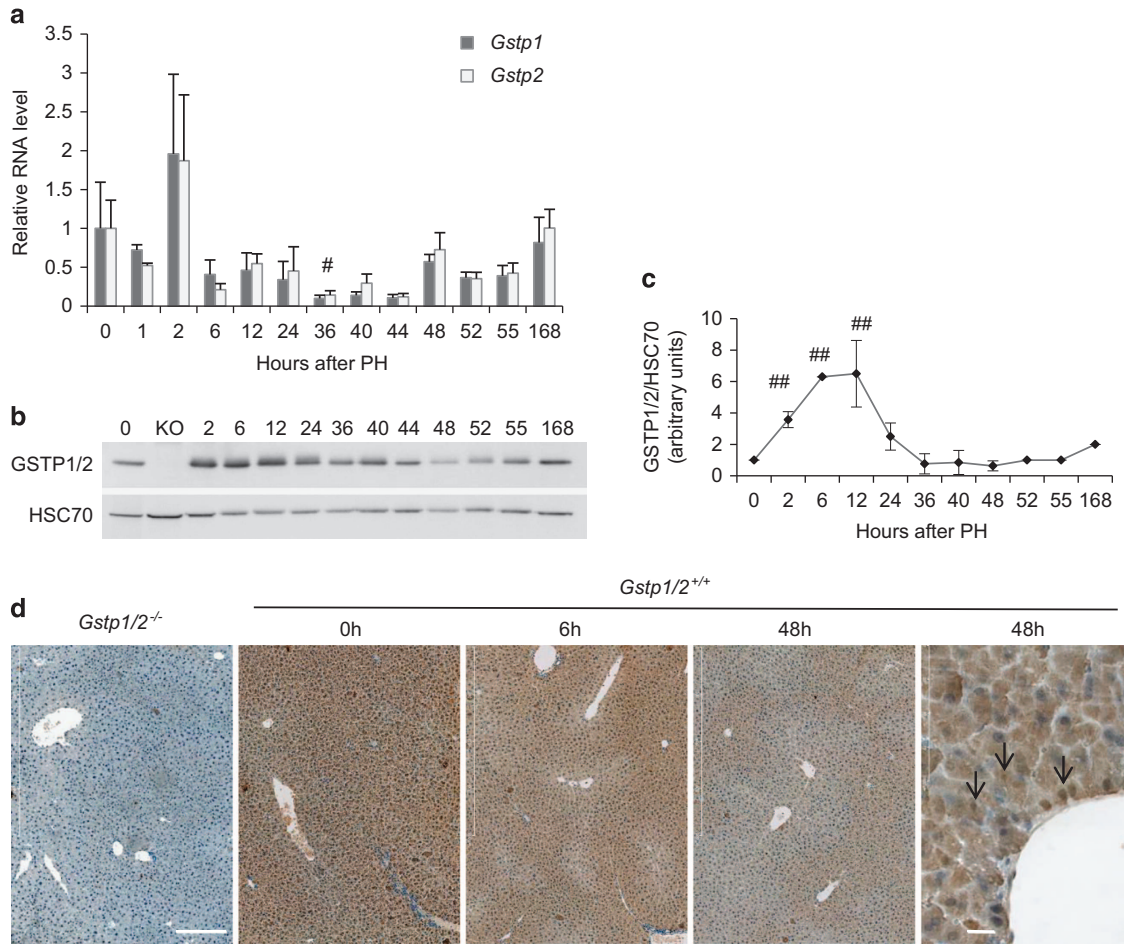 a
3.5
3
2.5
2
1.5
1
0.5
0
Relative RNA level
Gstp1
Gstp2
#
0 1 2 6 12 24 36 40 44 48 52 55 168
Hours after PH
b
0 KO 2 6 12 24 36 40 44 48 52 55 168
GSTP1/2
HSC70
c
10
8
6
4
2
0
GSTP1/2/HSC70
(arbitrary units)
## ## ##
0 2 6 12 24 36 40 48 52 55 168
Hours after PH
d
Gstp1/2-/-
Gstp1/2+/+
0h 6h 48h 48h